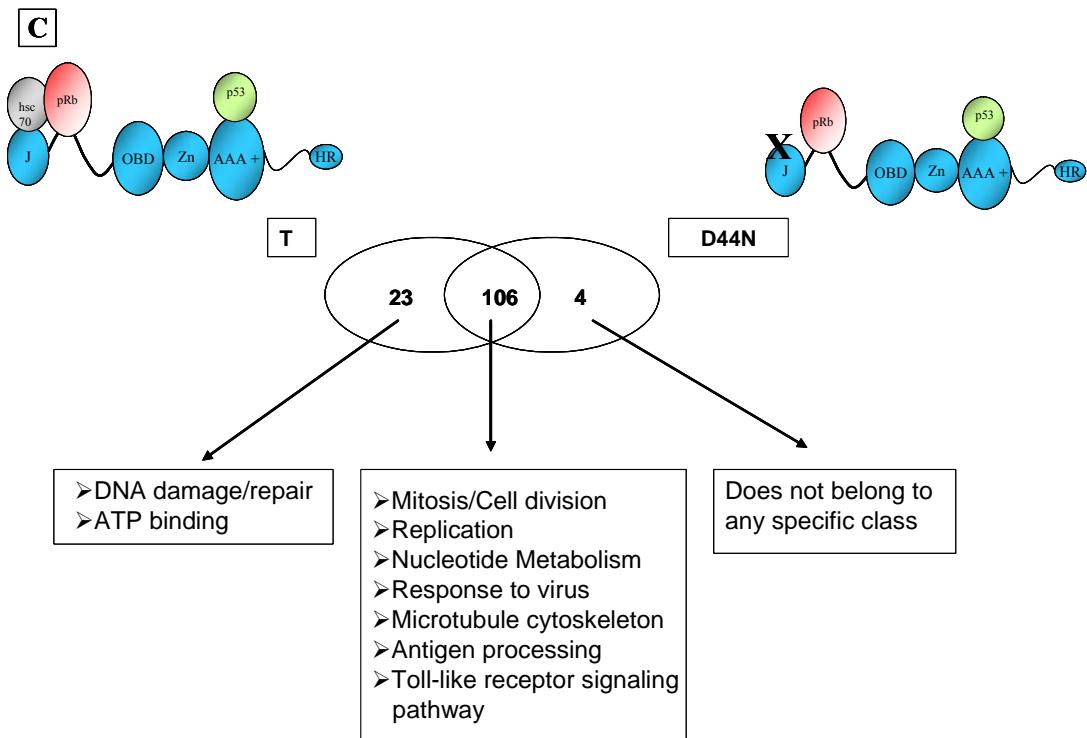 C
hsc
70
pRb
p53
J
OBD
Zn
AAA +
HR
X
pRb
p53
J
OBD
Zn
AAA +
HR
T
D44N
23
106
4
➢DNA damage/repair
➢ATP binding
➢Mitosis/Cell division
➢Replication
➢Nucleotide Metabolism
➢Response to virus
➢Microtubule cytoskeleton
➢Antigen processing
➢Toll-like receptor signaling
pathway
Does not belong to
any specific class